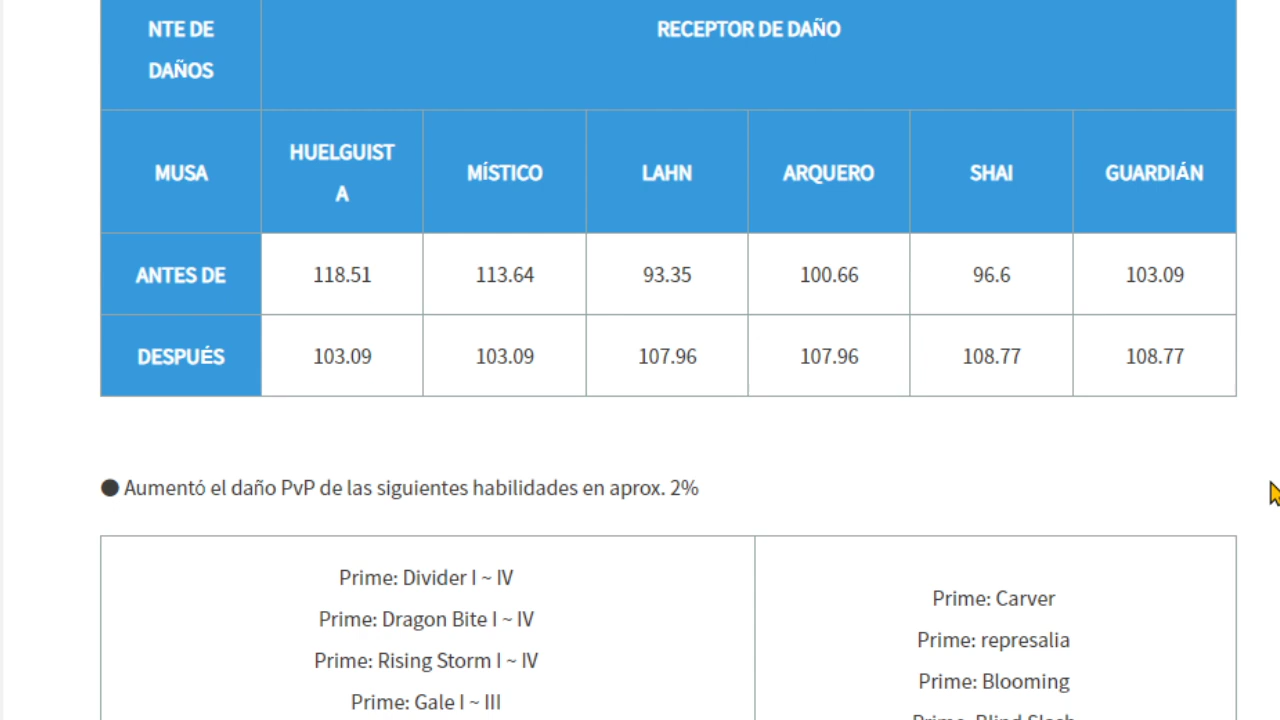 NTE DE
DAÑOS
RECEPTOR DE DAÑO
MUSA
HUELGUIST
A
MÍSTICO
LAHN
ARQUERO
SHAI
GUARDIÁN
ANTES DE
118.51
113.64
93.35
100.66
96.6
103.09
DESPUÉS
103.09
103.09
107.96
107.96
108.77
108.77
● Aumentó el daño PvP de las siguientes habilidades en aprox. 2%
Prime: Divider I ~ IV
Prime: Dragon Bite I ~ IV
Prime: Rising Storm I ~ IV
Prime: Gale I ~ III
Prime: Carver
Prime: represalia
Prime: Blooming
Prime: Blind Slash